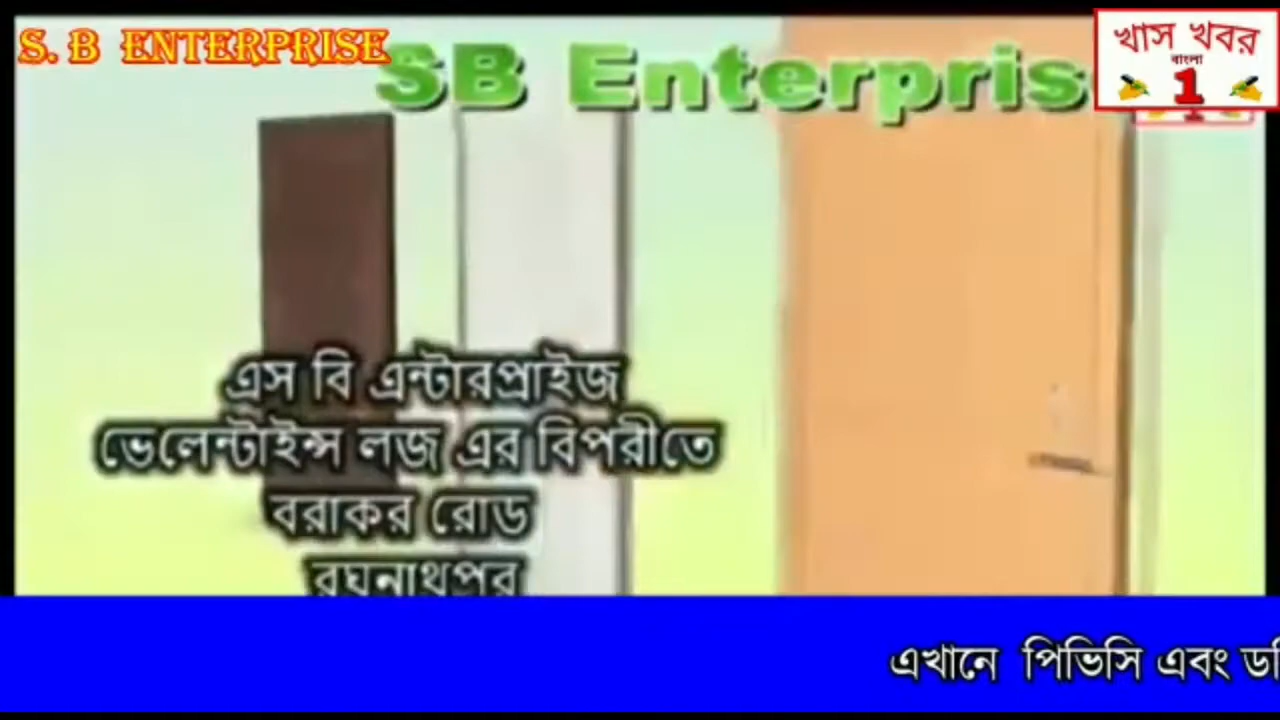 S. B ENTERPRISE
SB Enterpris
খাস খবর
বাংলা
1
এস বি এন্টারপ্রাইজ
ভেলেন্টাইন্স লজ এর বিপরীতে
বরাকর রোড
রঘুনাথপুর
এখানে পিভিসি এবং